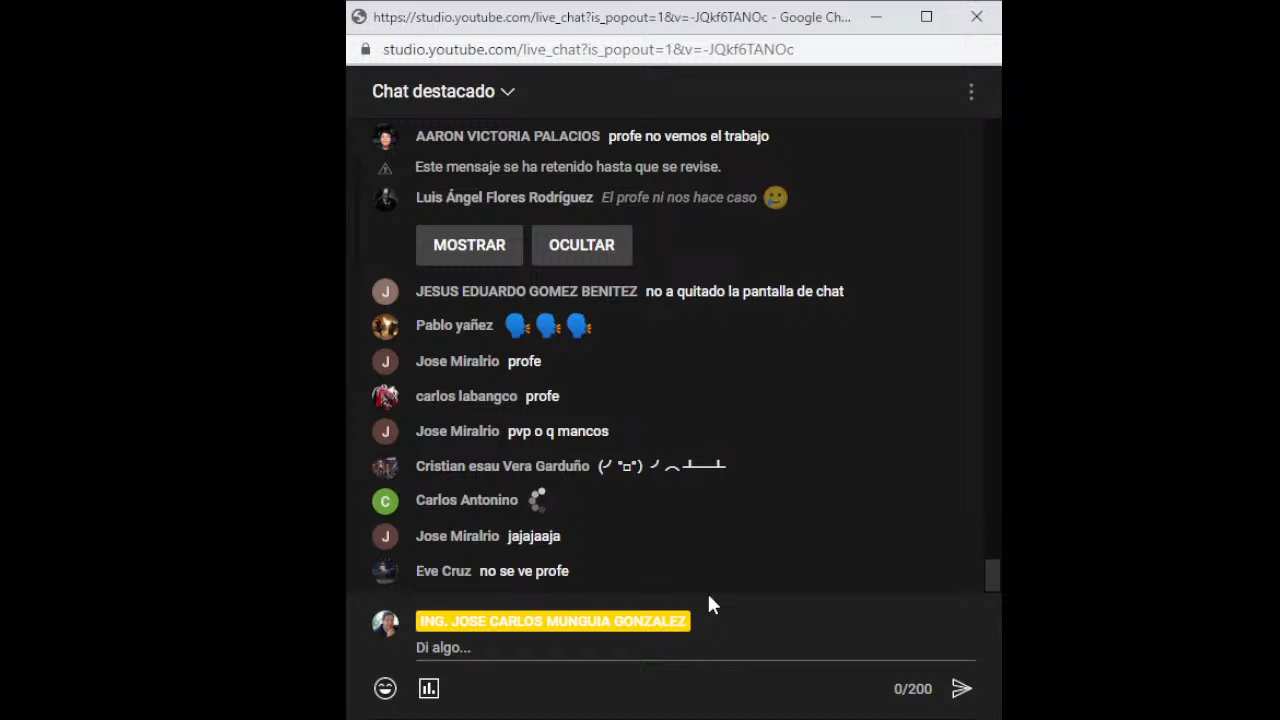 https://studio.youtube.com/live_chat?is_popout=1&v=-JQkf6TANOc - Google Ch...
studio.youtube.com/live_chat?is_popout=1&v=-JQkf6TANOc
Chat destacado
AARON VICTORIA PALACIOS profe no vemos el trabajo
Este mensaje se ha retenido hasta que se revise.
Luis Ángel Flores Rodríguez El profe ni nos hace caso 🥲
MOSTRAR OCULTAR
J JESUS EDUARDO GOMEZ BENITEZ no a quitado la pantalla de chat
Pablo yañez 🗣️🗣️🗣️
J Jose Miralrio profe
carlos labangco profe
J Jose Miralrio pvp o q mancos
Cristian esau Vera Garduño (╯°□°)╯︵ ┻━┻
C Carlos Antonino
J Jose Miralrio jajajaaja
Eve Cruz no se ve profe
ING. JOSE CARLOS MUNGUIA GONZALEZ
Di algo...
0/200